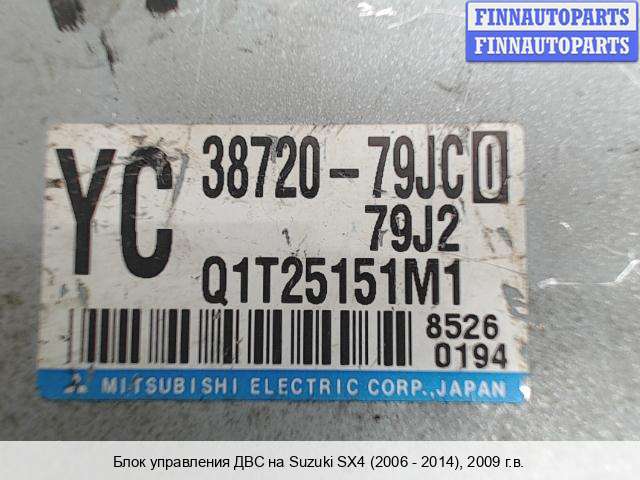 FINNAUTOPARTS
FINNAUTOPARTS
YC
38720-79JC0
79J2
Q1T25151M1
8526
0194
MITSUBISHI ELECTRIC CORP., JAPAN
Блок управления ДВС на Suzuki SX4 (2006 - 2014), 2009 г.в.